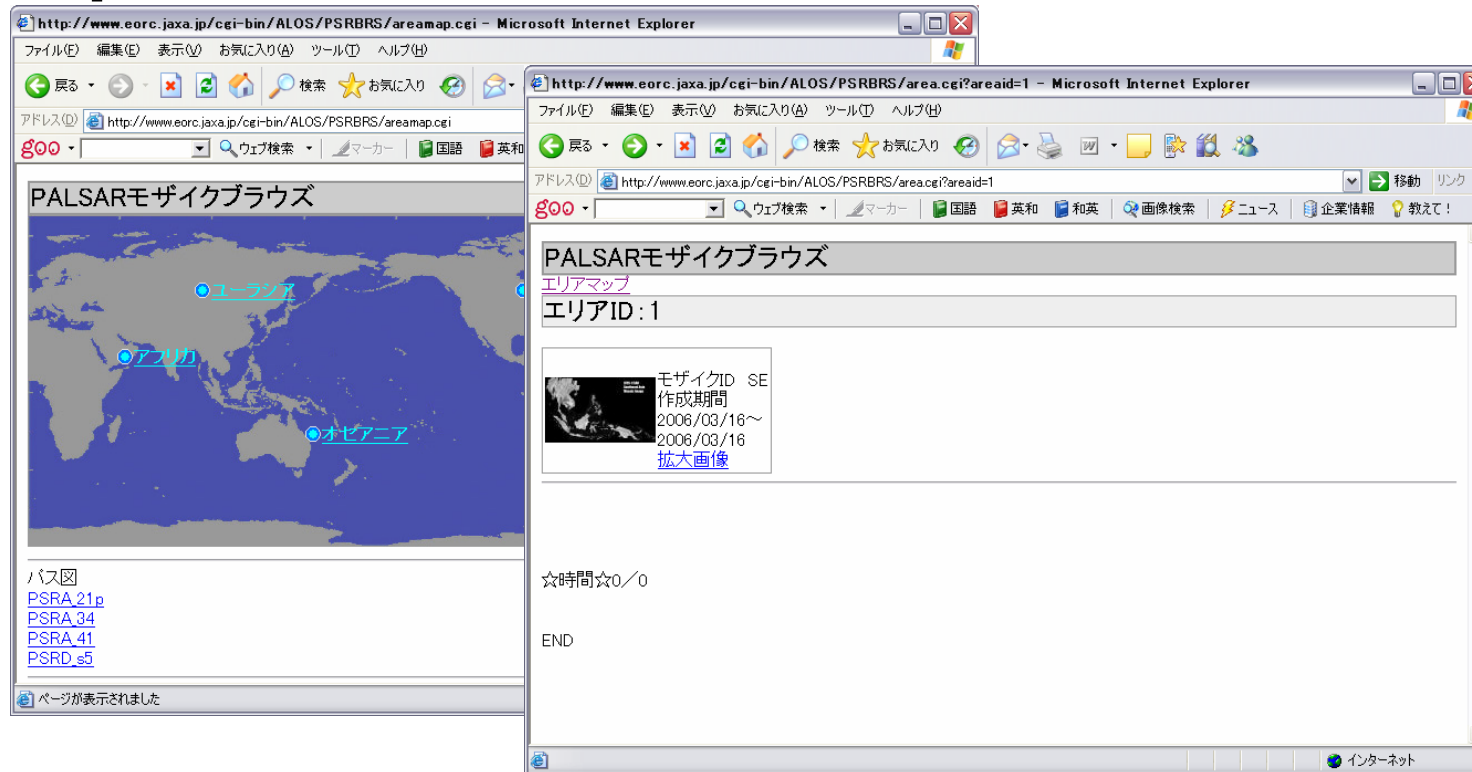 http://www.eorc.jaxa.jp/cgi-bin/ALOS/PSRBRS/areamap.cgi - Microsoft Internet Explorer
ファイル(F) 編集(E) 表示(V) お気に入り(A) ツール(T) ヘルプ(H)
戻る 検索 お気に入り
アドレス(D) http://www.eorc.jaxa.jp/cgi-bin/ALOS/PSRBRS/areamap.cgi
goo ウェブ検索 マーカー 国語 英和
PALSARモザイクブラウズ
ユーラシア
アフリカ
オセアニア
パス図
PSRA_21p
PSRA_34
PSRA_41
PSRD_s5
ページが表示されました
http://www.eorc.jaxa.jp/cgi-bin/ALOS/PSRBRS/area.cgi?areaid=1 - Microsoft Internet Explorer
ファイル(F) 編集(E) 表示(V) お気に入り(A) ツール(T) ヘルプ(H)
戻る 検索 お気に入り
アドレス(D) http://www.eorc.jaxa.jp/cgi-bin/ALOS/PSRBRS/area.cgi?areaid=1 移動 リンク
goo ウェブ検索 マーカー 国語 英和 和英 画像検索 ニュース 企業情報 教えて!
PALSARモザイクブラウズ
エリアマップ
エリアID:1
モザイクID SE
作成期間
2006/03/16～
2006/03/16
拡大画像
☆時間☆0／0
END
インターネット